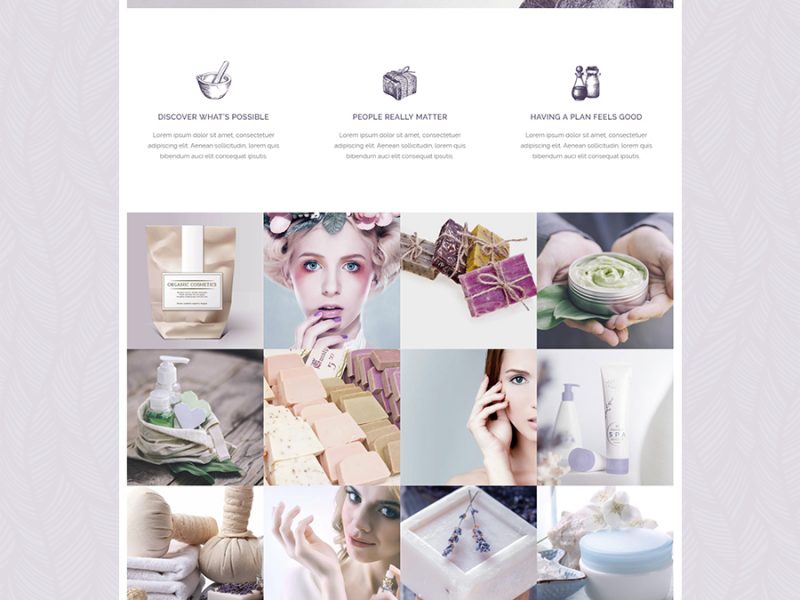 DISCOVER WHAT'S POSSIBLE
Lorem ipsum dolor sit amet, consectetuer
adipiscing elit. Aenean sollicitudin, lorem quis
bibendum auci elit consequat ipsutis.
PEOPLE REALLY MATTER
Lorem ipsum dolor sit amet, consectetuer
adipiscing elit. Aenean sollicitudin, lorem quis
bibendum auci elit consequat ipsutis.
HAVING A PLAN FEELS GOOD
Lorem ipsum dolor sit amet, consectetuer
adipiscing elit. Aenean sollicitudin, lorem quis
bibendum auci elit consequat ipsutis.
ORGANIC COSMETICS
SPA